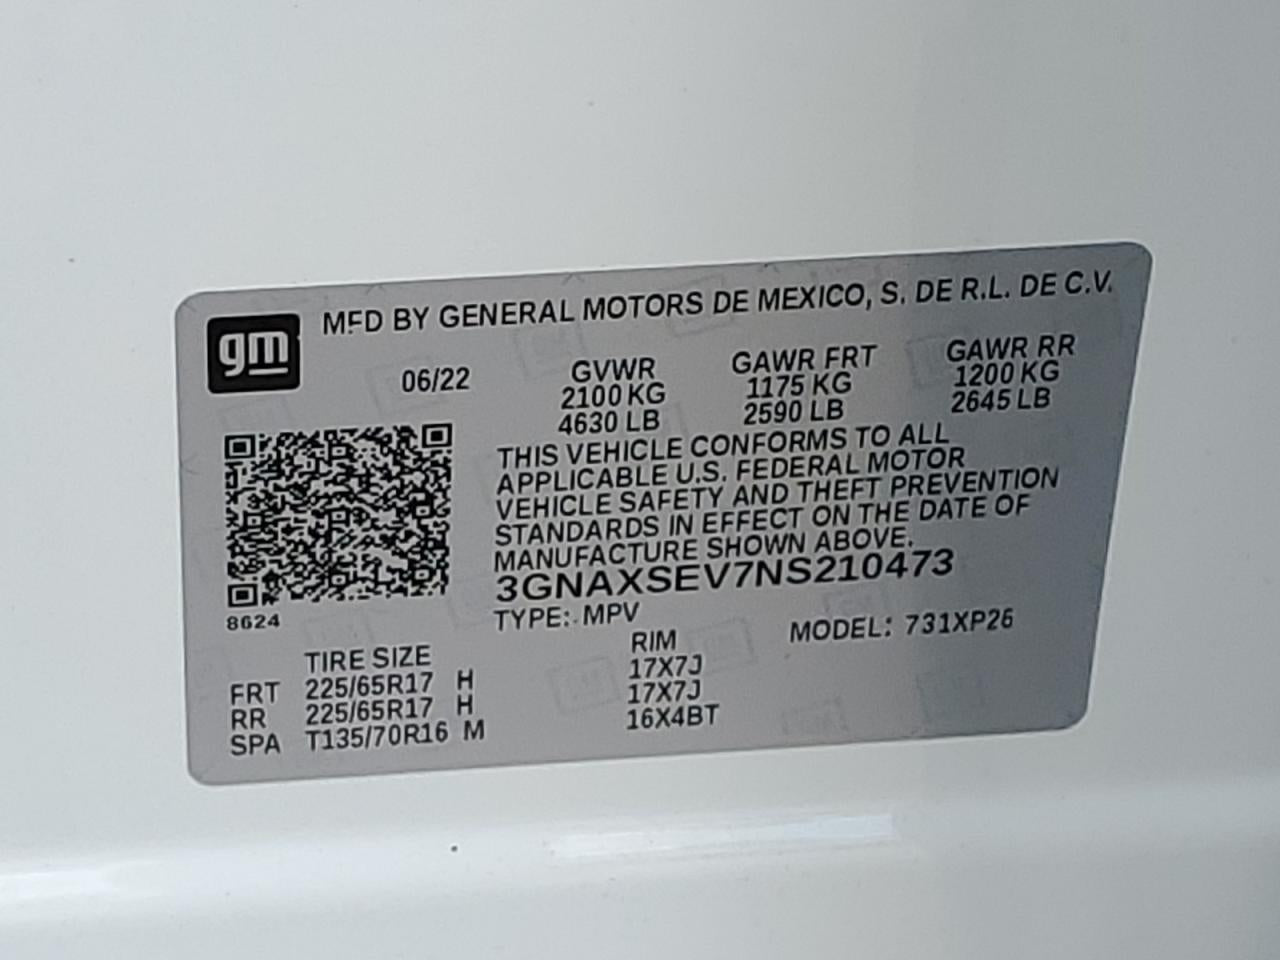 gm
MFD BY GENERAL MOTORS DE MEXICO, S. DE R.L. DE C.V.
06/22
GVWR GAWR FRT GAWR RR
2100 KG 1175 KG 1200 KG
4630 LB 2590 LB 2645 LB
THIS VEHICLE CONFORMS TO ALL
APPLICABLE U.S. FEDERAL MOTOR
VEHICLE SAFETY AND THEFT PREVENTION
STANDARDS IN EFFECT ON THE DATE OF
MANUFACTURE SHOWN ABOVE.
3GNAXSEV7NS210473
8624
TYPE: MPV MODEL: 731XP26
TIRE SIZE RIM
FRT 225/65R17 H 17X7J
RR 225/65R17 H 17X7J
SPA T135/70R16 M 16X4BT